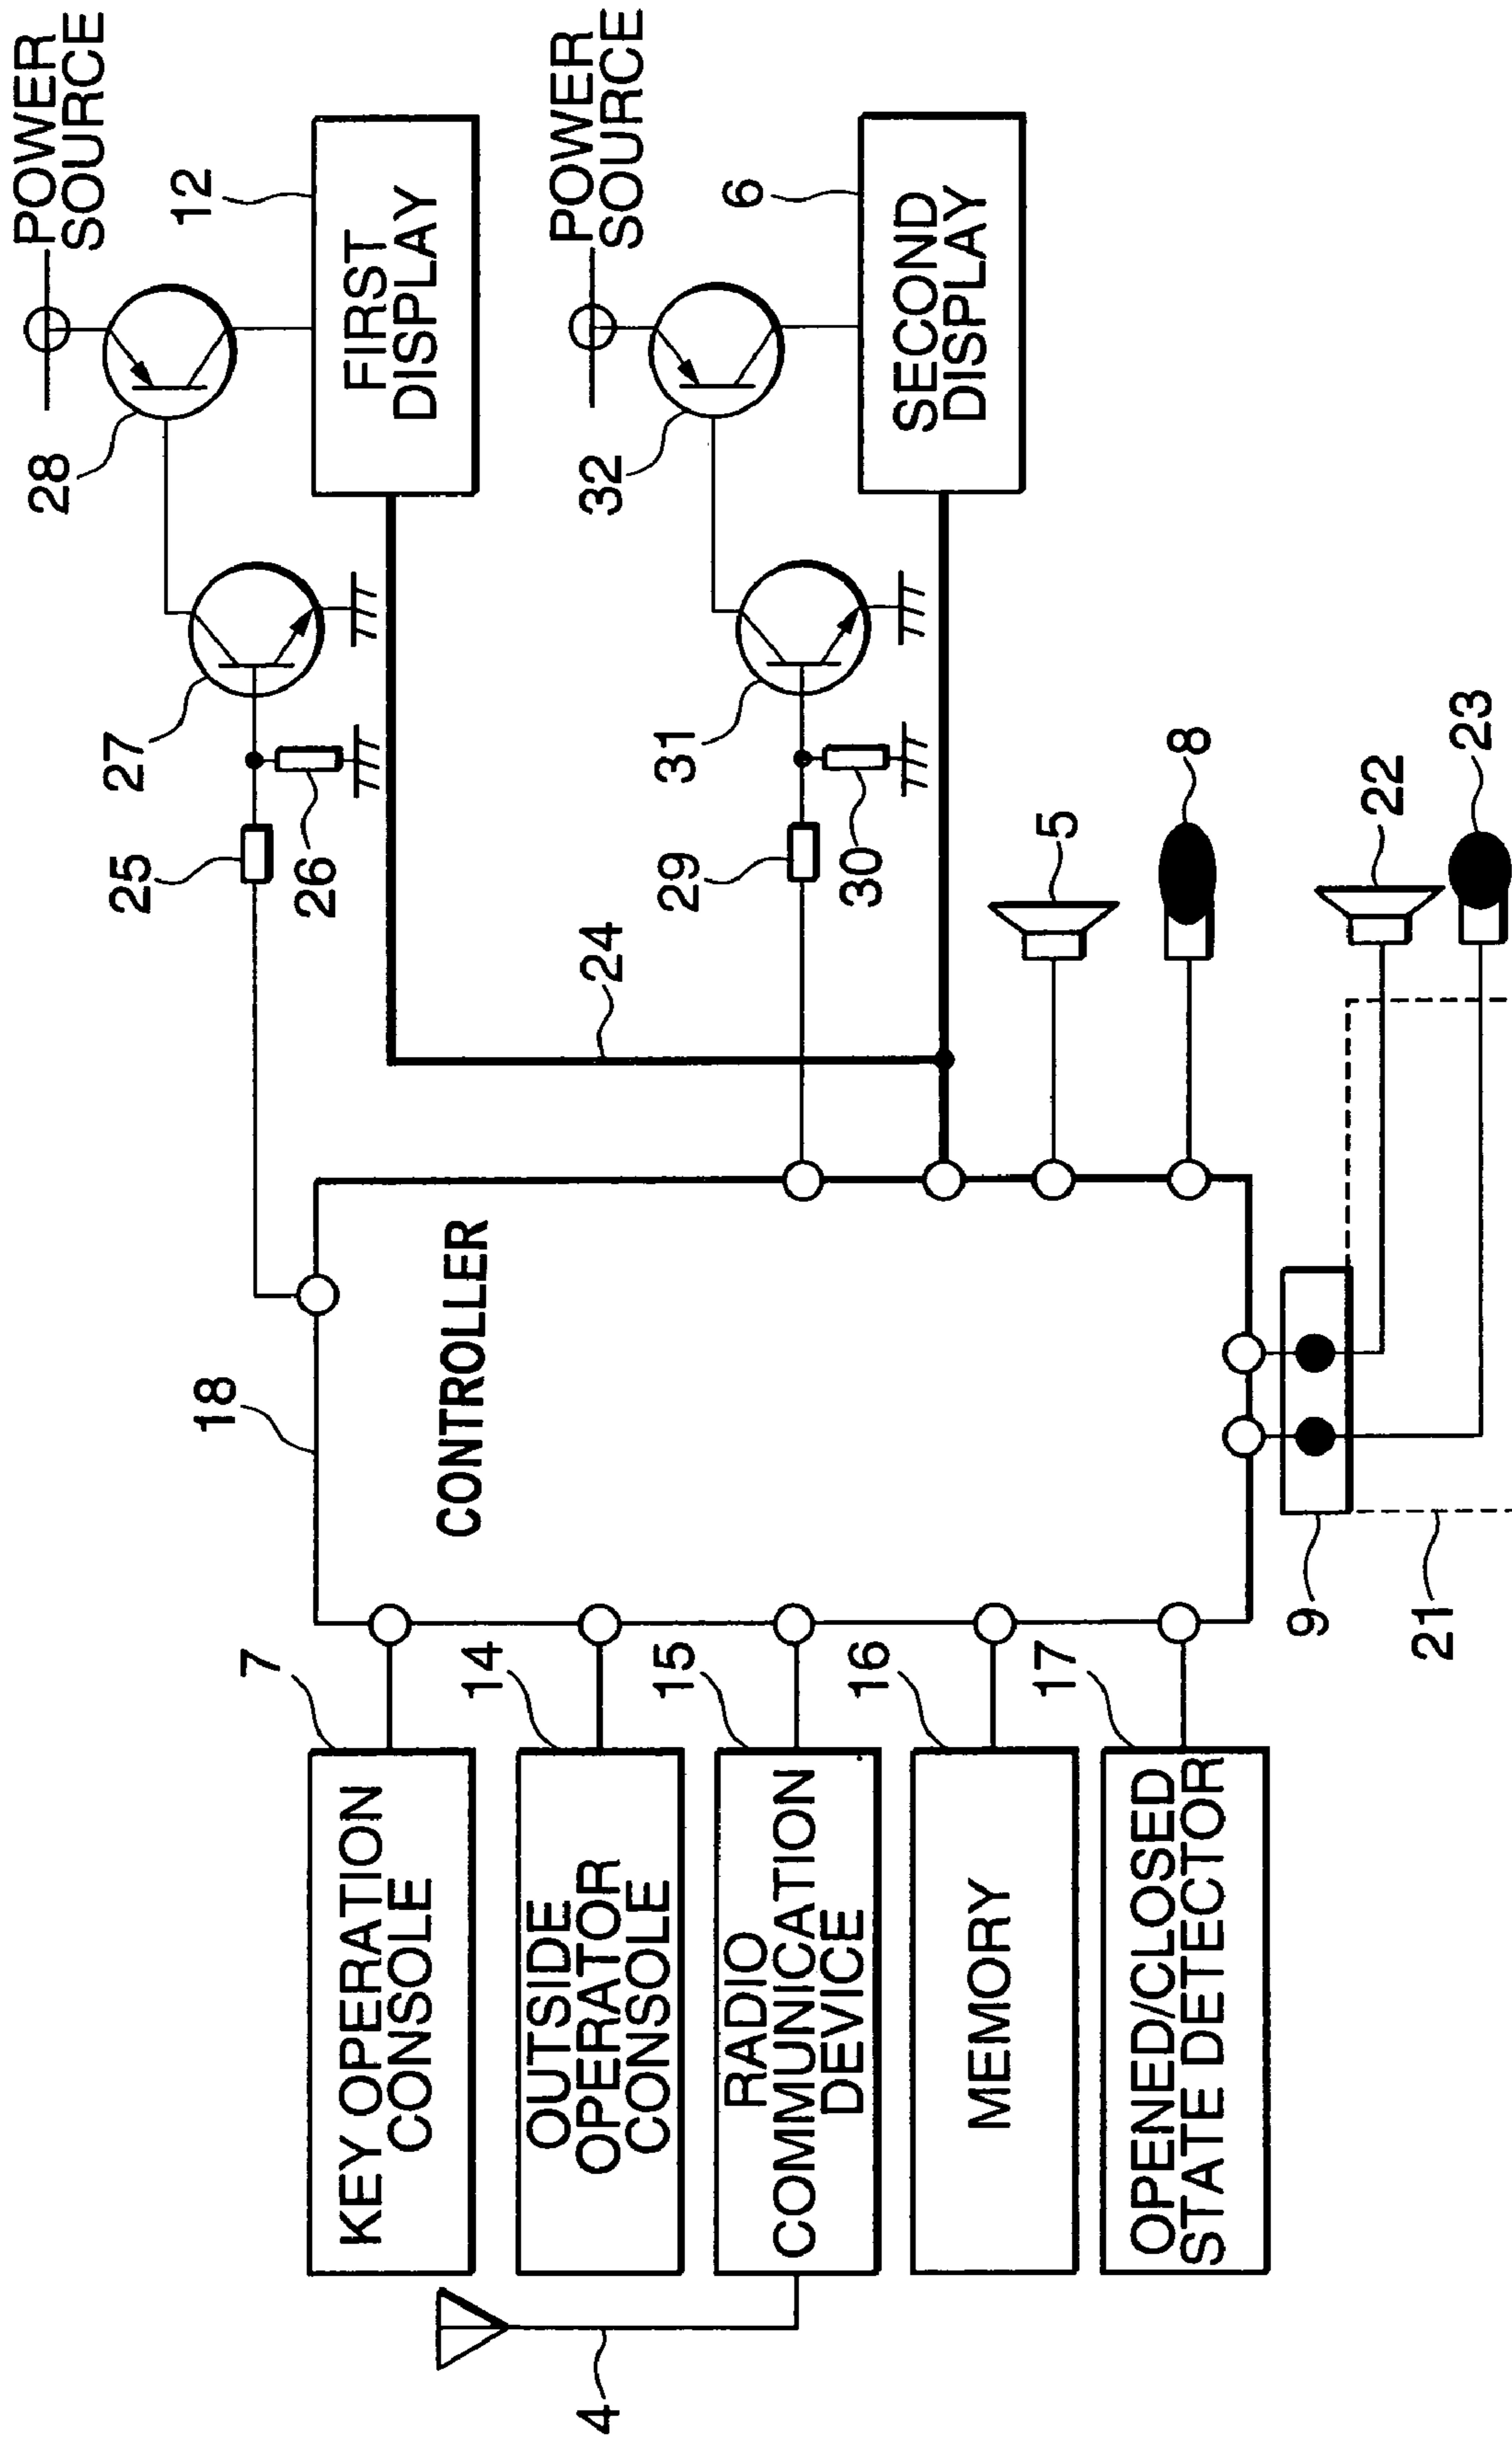 POWER
SOURCE
12
FIRST
DISPLAY
28
27
25
26
POWER
SOURCE
6
SECOND
DISPLAY
32
31
29
30
24
5
8
22
23
18
CONTROLLER
9
21
7
KEY OPERATION
CONSOLE
14
OUTSIDE
OPERATOR
CONSOLE
15
RADIO
COMMUNICATION
DEVICE
16
MEMORY
17
OPENED/CLOSED
STATE DETECTOR
4